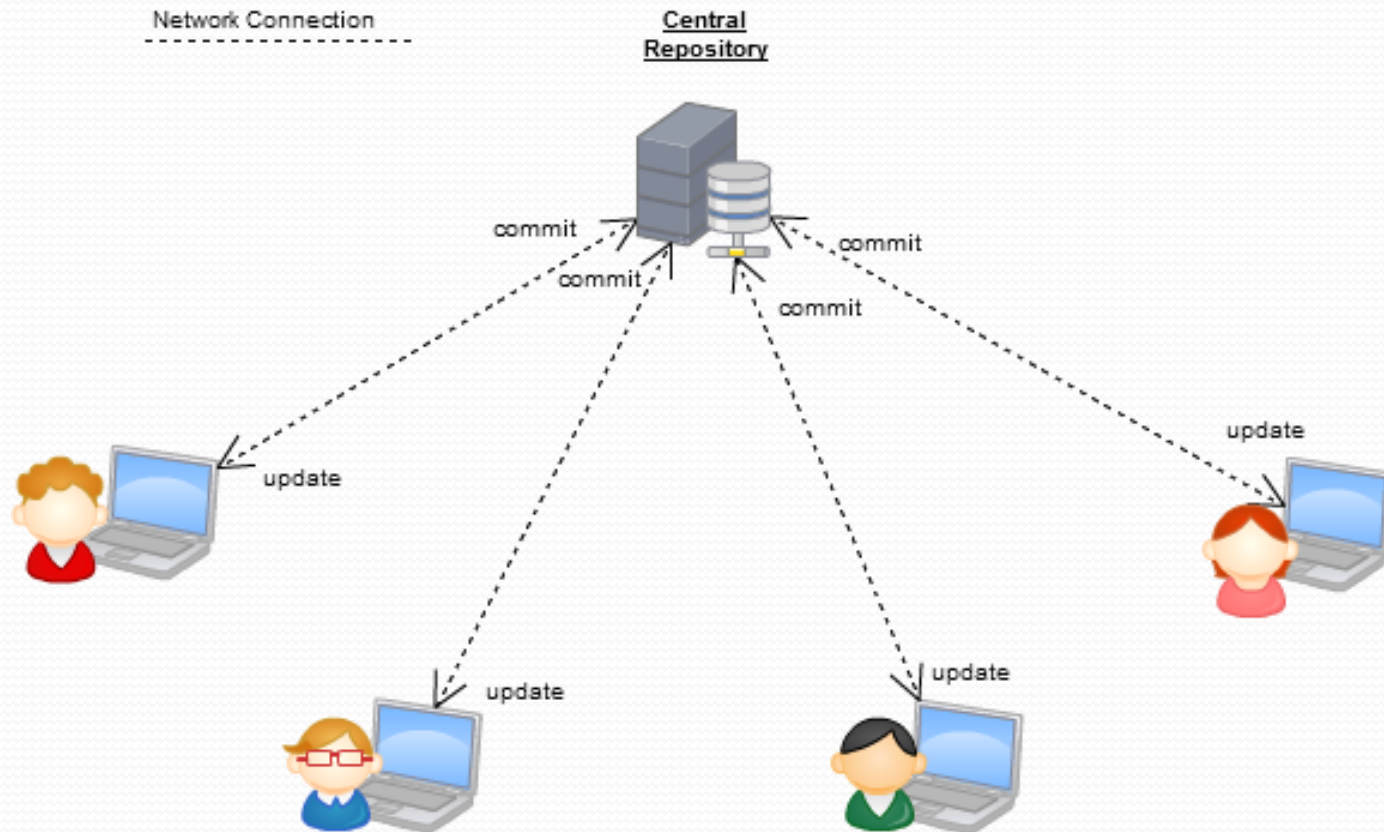 Network Connection
Central
Repository
commit
commit
commit
commit
update
update
update
update